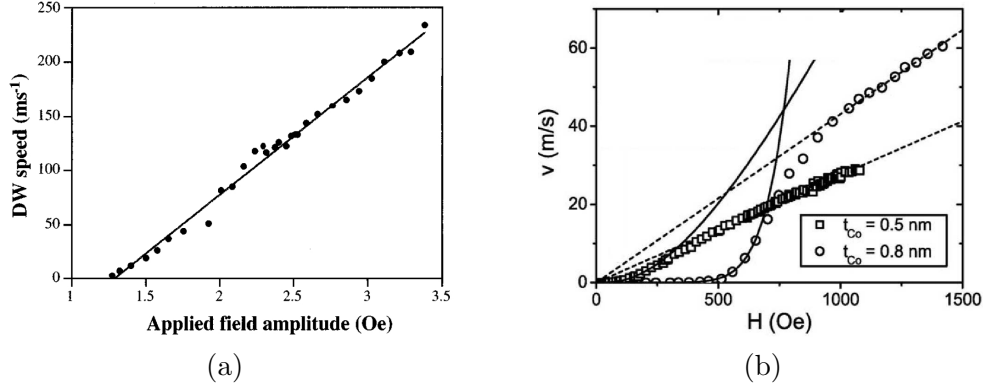 250
200
150
100
50
0
DW speed (ms⁻¹)
1
1.5
2
2.5
3
3.5
Applied field amplitude (Oe)
(a)
60
40
20
0
v (m/s)
t_Co = 0.5 nm
t_Co = 0.8 nm
0
500
1000
1500
H (Oe)
(b)